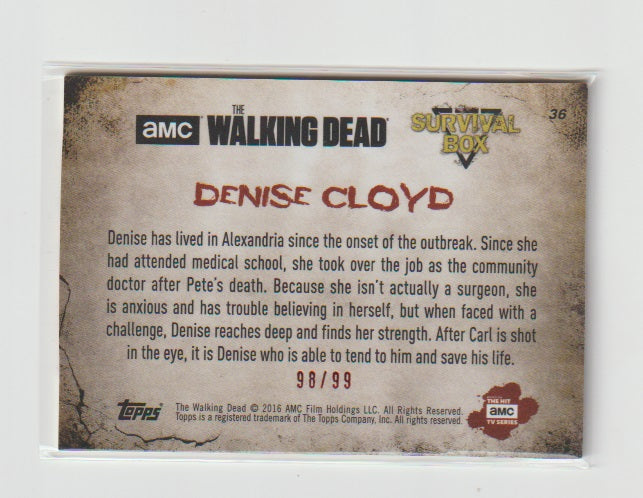 36
amc THE WALKING DEAD SURVIVAL BOX
DENISE CLOYD
Denise has lived in Alexandria since the onset of the outbreak. Since she
had attended medical school, she took over the job as the community
doctor after Pete's death. Because she isn't actually a surgeon, she
is anxious and has trouble believing in herself, but when faced with a
challenge, Denise reaches deep and finds her strength. After Carl is shot
in the eye, it is Denise who is able to tend to him and save his life.
98/99
Topps
The Walking Dead © 2016 AMC Film Holdings LLC. All Rights Reserved.
Topps is a registered trademark of The Topps Company, Inc. All rights reserved.
THE HIT
amc
TV SERIES